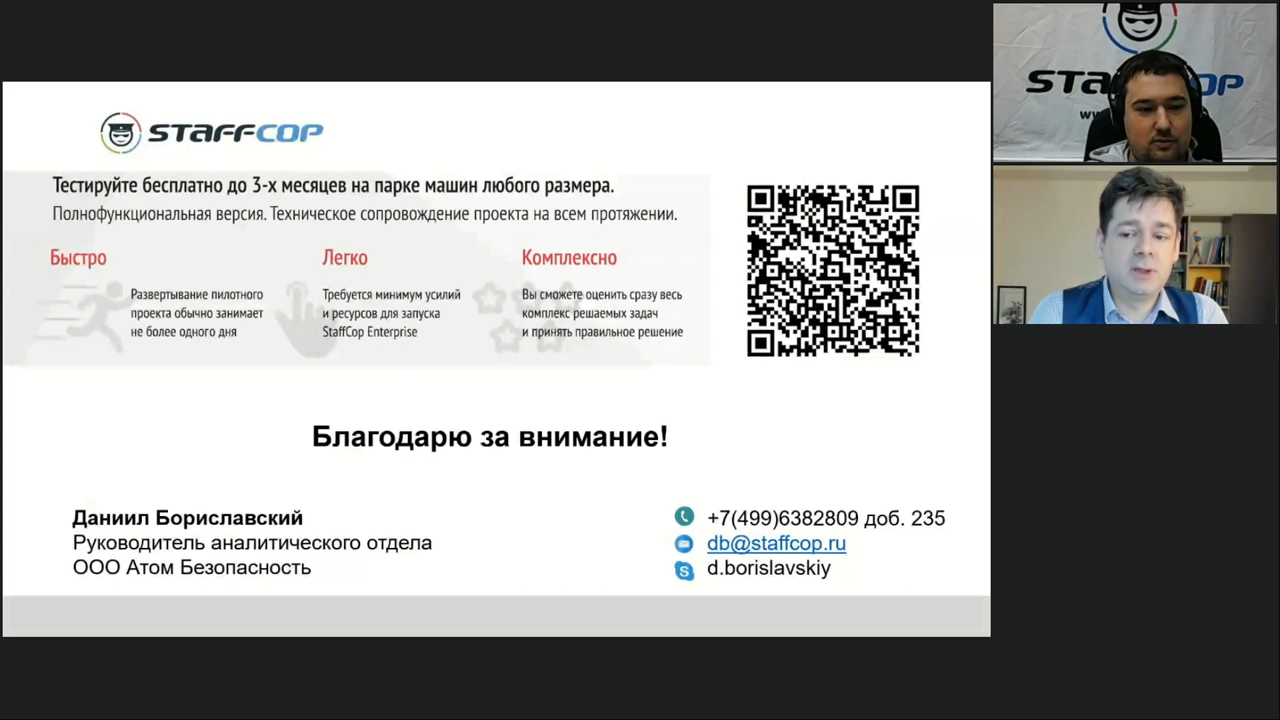 STAFFCOP
Тестируйте бесплатно до 3-х месяцев на парке машин любого размера.
Полнофункциональная версия. Техническое сопровождение проекта на всем протяжении.
Быстро
Развертывание пилотного
проекта обычно занимает
не более одного дня
Легко
Требуется минимум усилий
и ресурсов для запуска
StaffCop Enterprise
Комплексно
Вы сможете оценить сразу весь
комплекс решаемых задач
и принять правильное решение
Благодарю за внимание!
Даниил Бориславский
Руководитель аналитического отдела
ООО Атом Безопасность
+7(499)6382809 доб. 235
db@staffcop.ru
d.borislavskiy